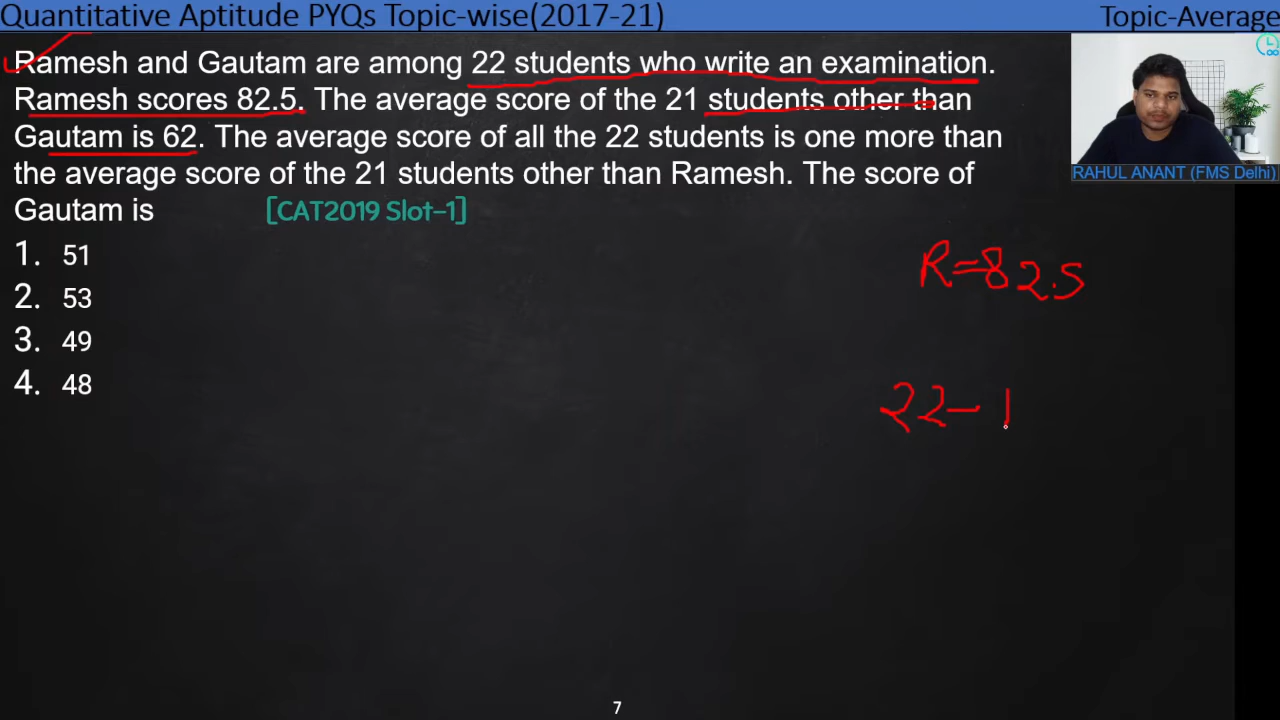 Quantitative Aptitude PYQs Topic-wise(2017-21)
Topic-Average
Ramesh and Gautam are among 22 students who write an examination.
Ramesh scores 82.5. The average score of the 21 students other than
Gautam is 62. The average score of all the 22 students is one more than
the average score of the 21 students other than Ramesh. The score of
Gautam is [CAT2019 Slot-1]
RAHUL ANANT (FMS Delhi)
1. 51
2. 53
3. 49
4. 48
R=82.5
22-1
7